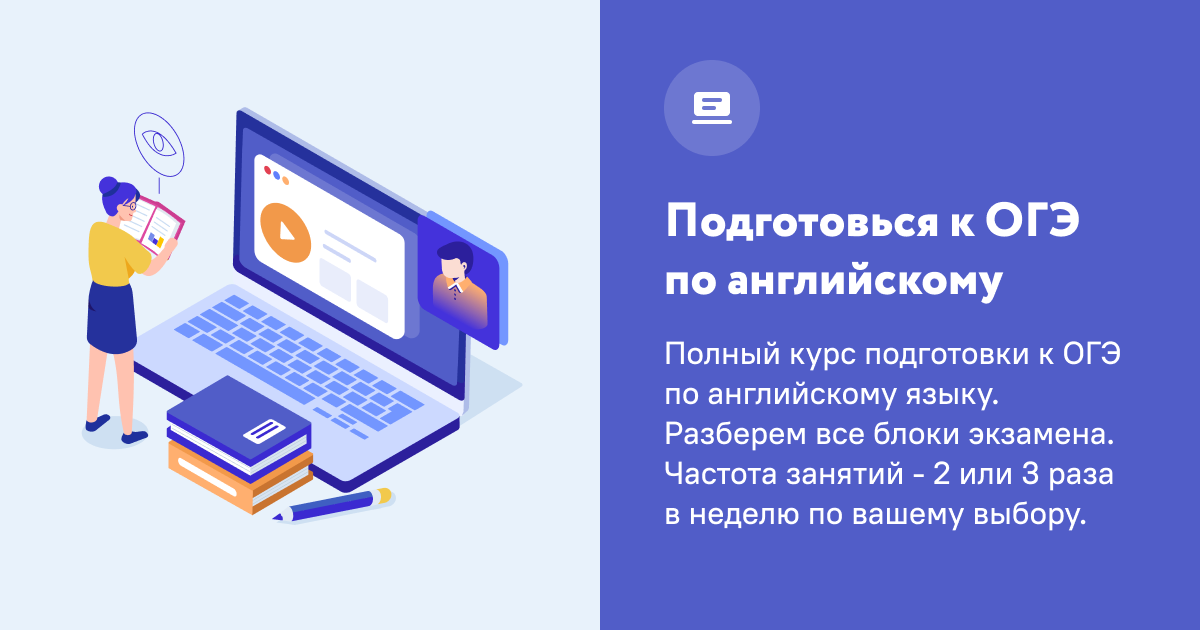 Подготовься к ОГЭ
по английскому
Полный курс подготовки к ОГЭ
по английскому языку.
Разберем все блоки экзамена.
Частота занятий - 2 или 3 раза
в неделю по вашему выбору.